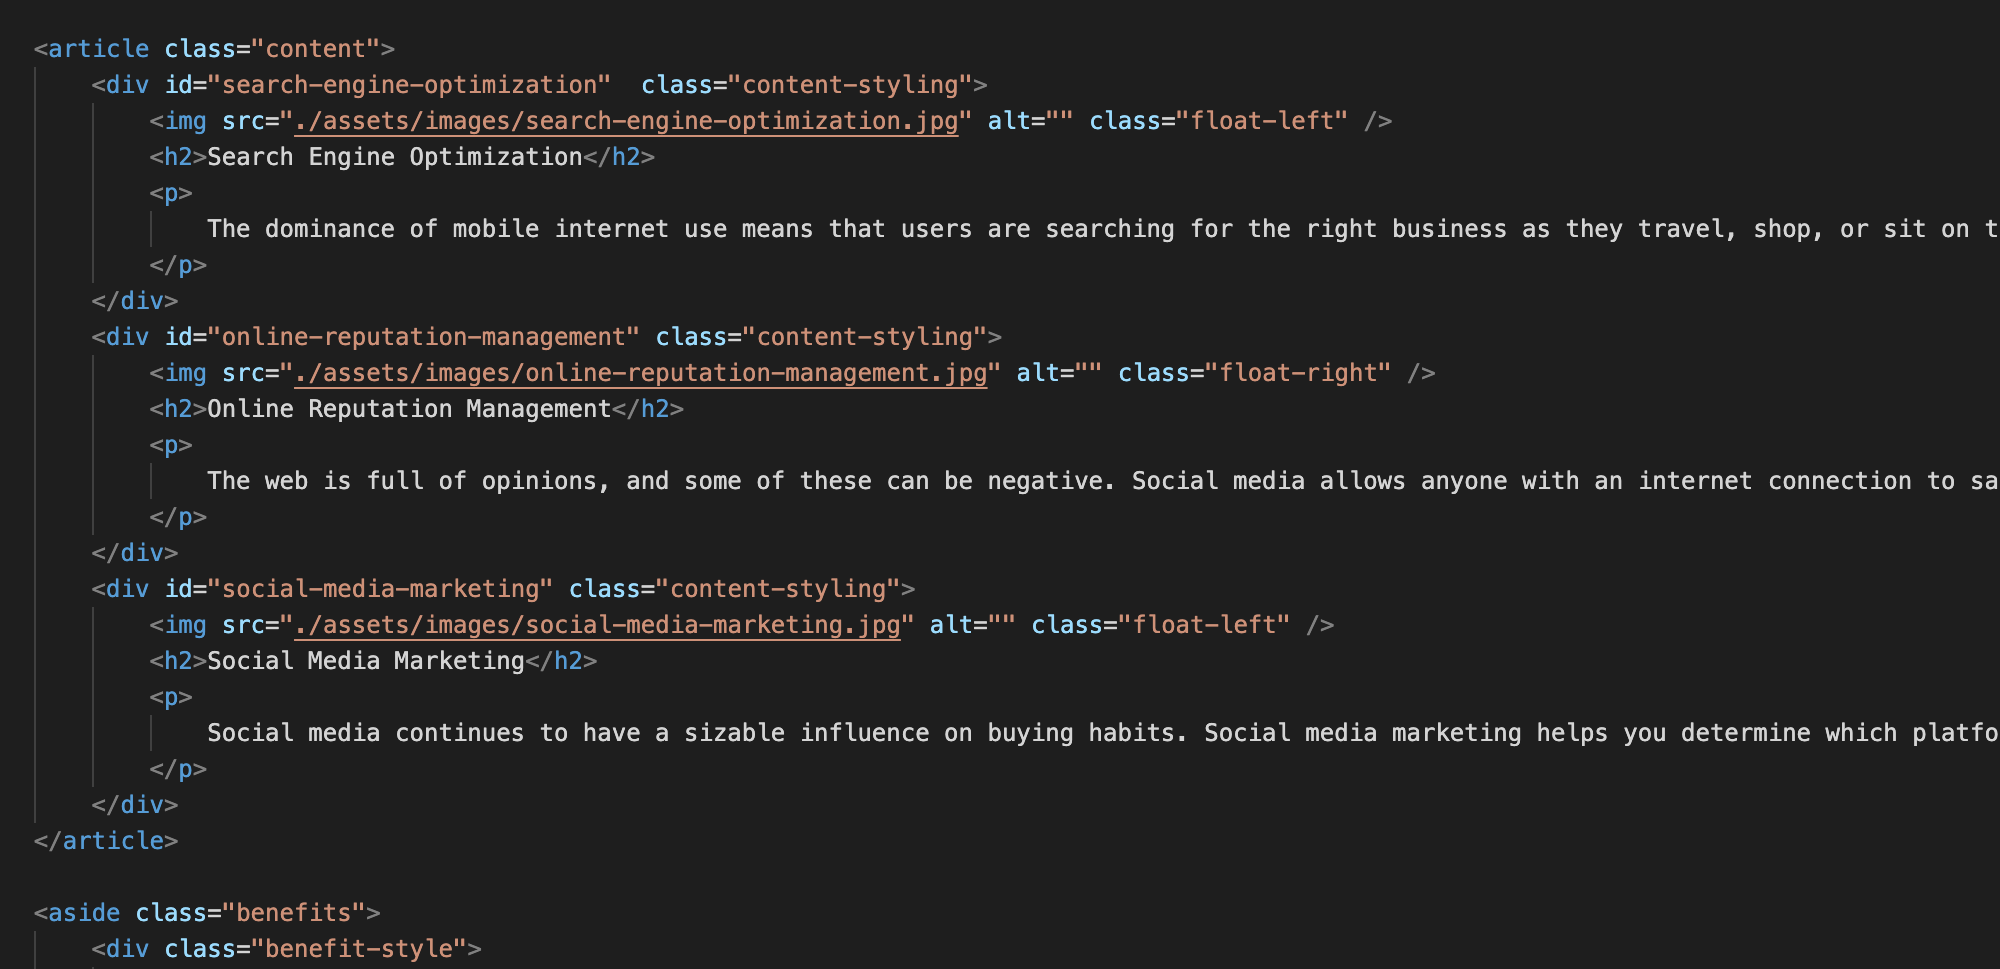 <article class="content">
<div id="search-engine-optimization"  class="content-styling">
<img src="./assets/images/search-engine-optimization.jpg" alt="" class="float-left" />
<h2>Search Engine Optimization</h2>
<p>
The dominance of mobile internet use means that users are searching for the right business as they travel, shop, or sit on t
</p>
</div>
<div id="online-reputation-management" class="content-styling">
<img src="./assets/images/online-reputation-management.jpg" alt="" class="float-right" />
<h2>Online Reputation Management</h2>
<p>
The web is full of opinions, and some of these can be negative. Social media allows anyone with an internet connection to sa
</p>
</div>
<div id="social-media-marketing" class="content-styling">
<img src="./assets/images/social-media-marketing.jpg" alt="" class="float-left" />
<h2>Social Media Marketing</h2>
<p>
Social media continues to have a sizable influence on buying habits. Social media marketing helps you determine which platfo
</p>
</div>
</article>
<aside class="benefits">
<div class="benefit-style">